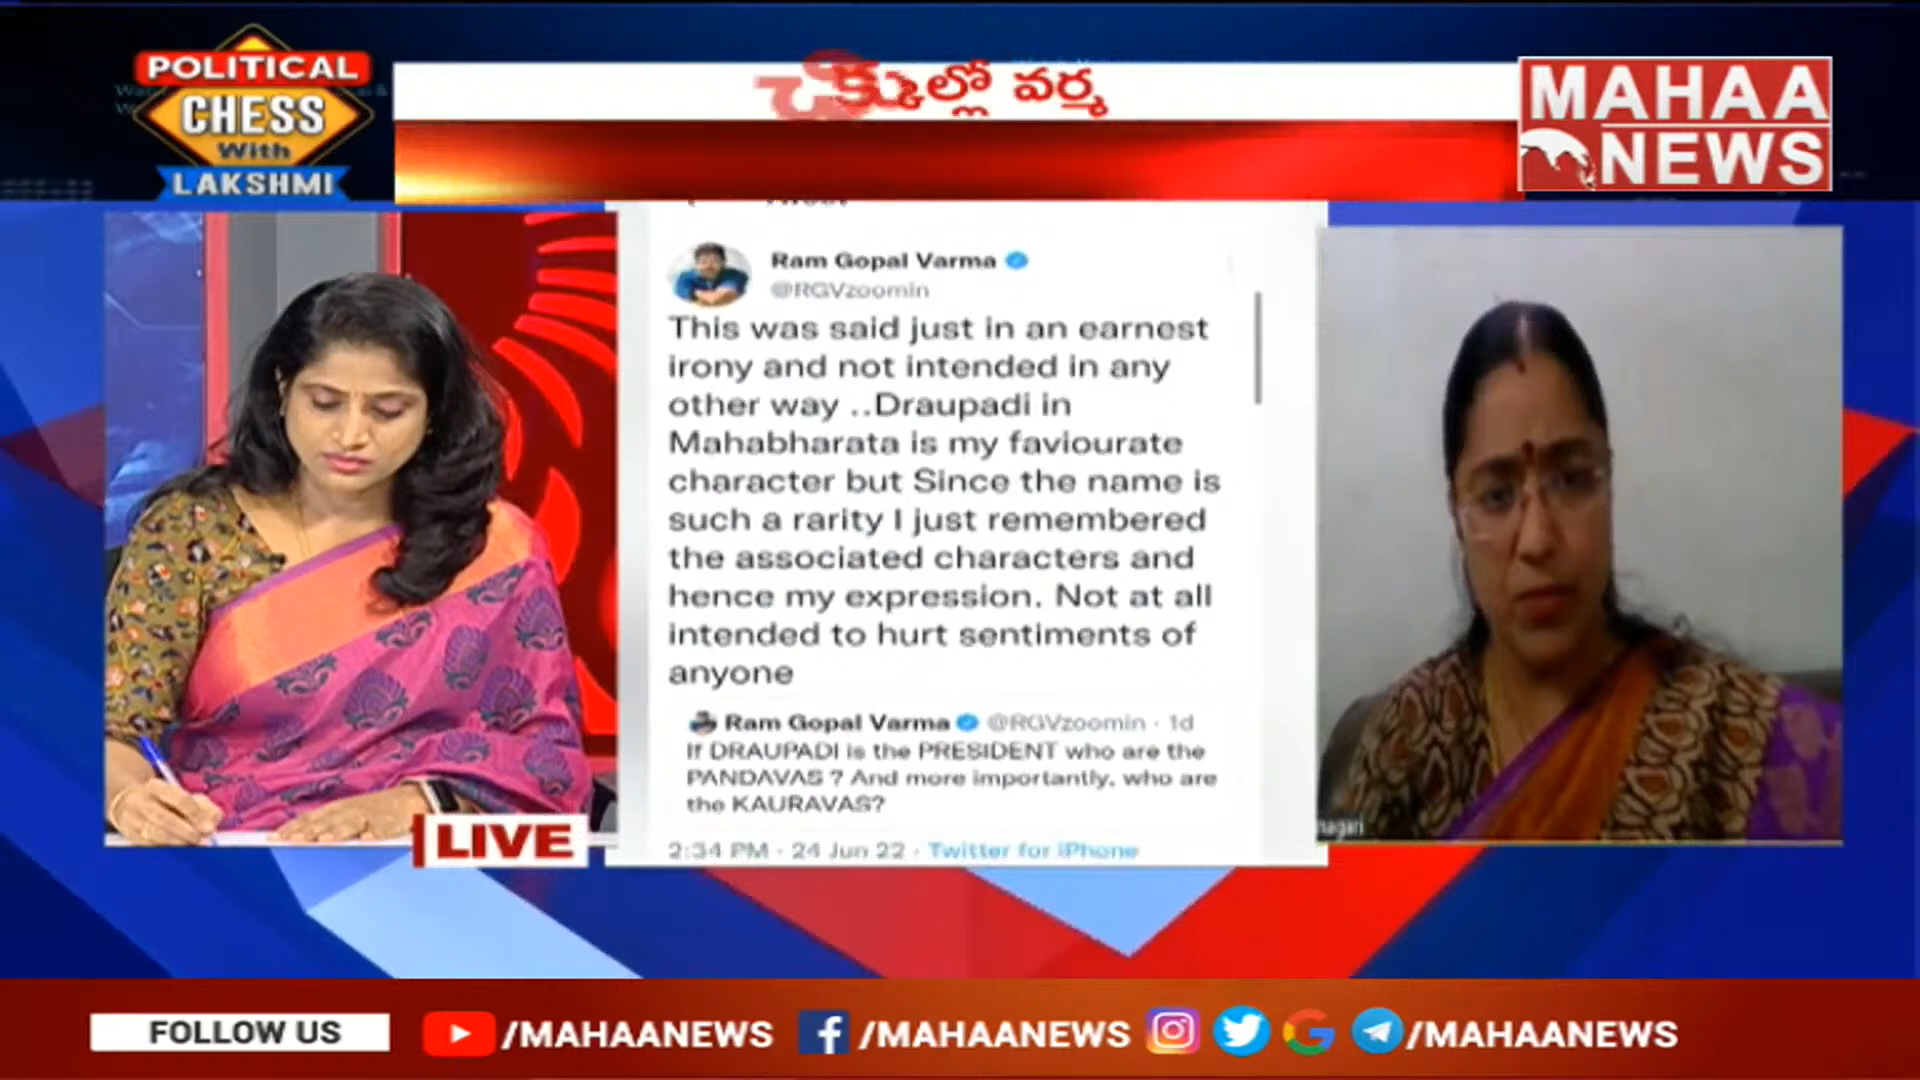 POLITICAL
CHESS
With
LAKSHMI
చిక్కుల్లో వర్మ
MAHAA
NEWS
Ram Gopal Varma
@RGVzoomin
This was said just in an earnest
irony and not intended in any
other way ..Draupadi in
Mahabharata is my faviourate
character but Since the name is
such a rarity I just remembered
the associated characters and
hence my expression. Not at all
intended to hurt sentiments of
anyone
Ram Gopal Varma @RGVzoomin · 1d
If DRAUPADI is the PRESIDENT who are the
PANDAVAS ? And more importantly, who are
the KAURAVAS?
2:34 PM · 24 Jun 22 · Twitter for iPhone
LIVE
FOLLOW US
/MAHAANEWS
/MAHAANEWS
/MAHAANEWS